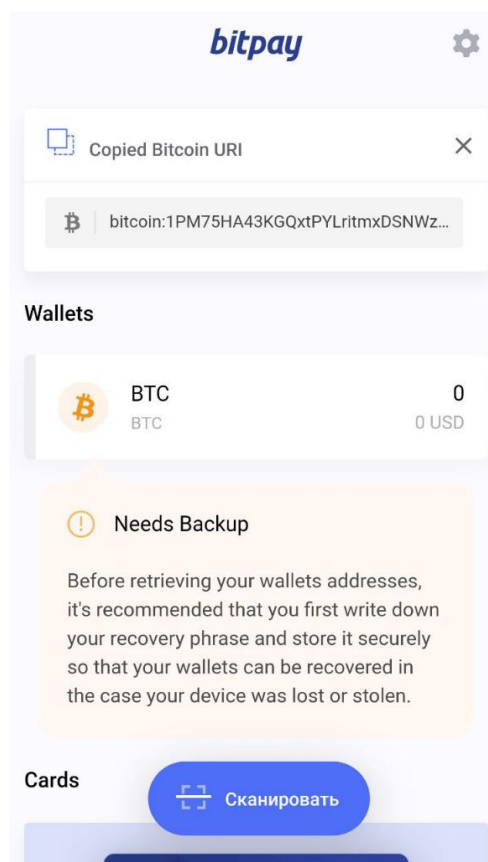 bitpay
Copied Bitcoin URI
bitcoin:1PM75HA43KGQxtPYLritmxDSNWz...
Wallets
BTC 0
BTC 0 USD
Needs Backup
Before retrieving your wallets addresses,
it's recommended that you first write down
your recovery phrase and store it securely
so that your wallets can be recovered in
the case your device was lost or stolen.
Cards
Сканировать